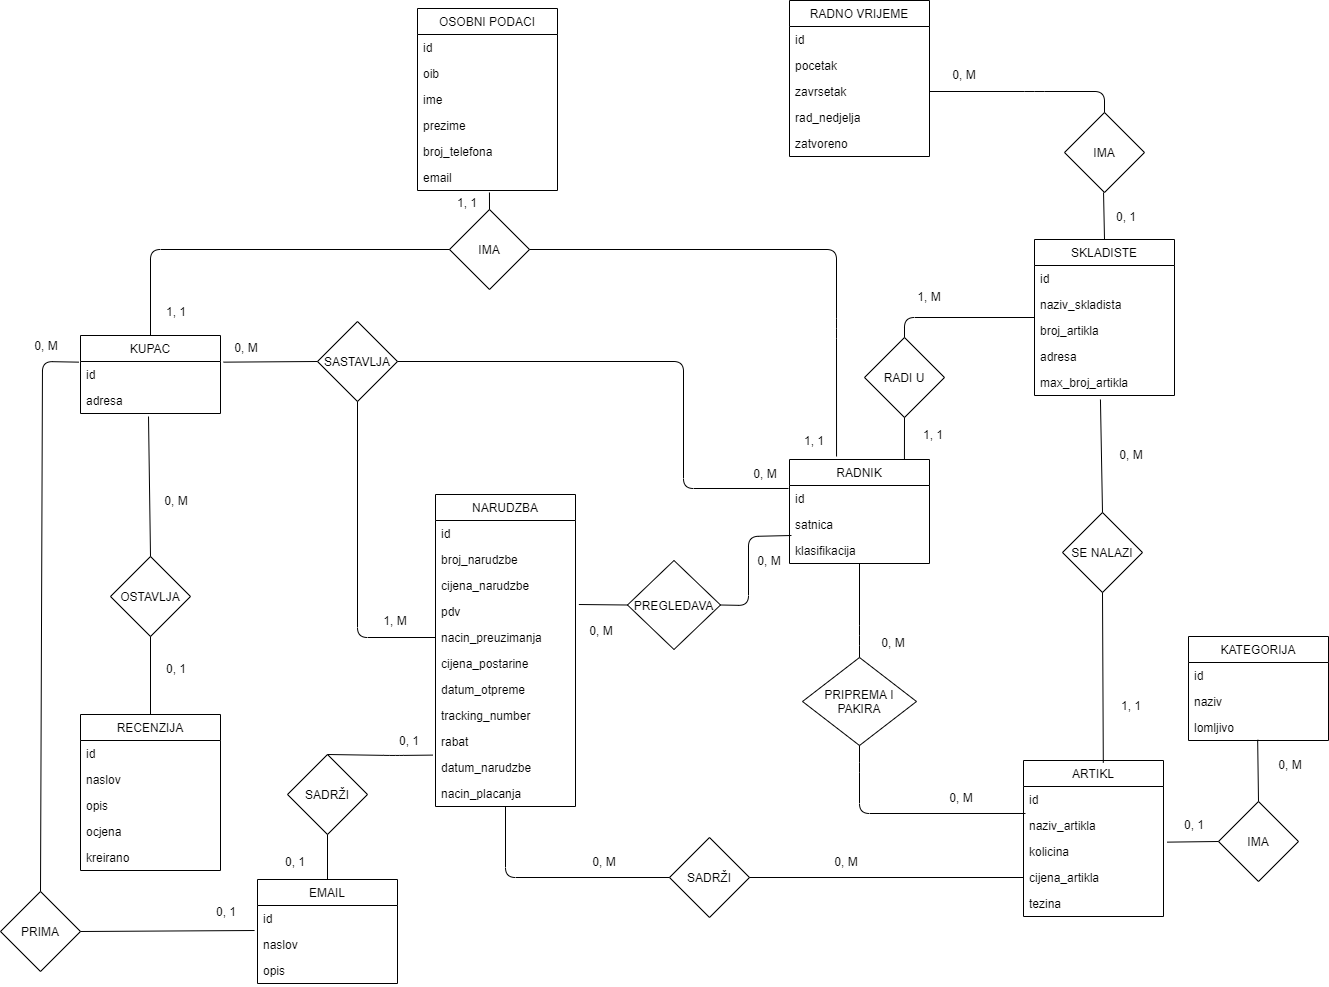 OSOBNI PODACI
id
oib
ime
prezime
broj_telefona
email
RADNO VRIJEME
id
pocetak
zavrsetak
rad_nedjelja
zatvoreno
0, M
IMA
0, 1
1, 1
IMA
1, 1
1, 1
SKLADISTE
id
naziv_skladista
broj_artikla
adresa
max_broj_artikla
1, M
RADI U
1, 1
0, M
KUPAC
id
adresa
0, M
SASTAVLJA
0, M
1, M
RADNIK
id
satnica
klasifikacija
0, M
SE NALAZI
1, 1
0, M
OSTAVLJA
0, 1
NARUDZBA
id
broj_narudzbe
cijena_narudzbe
pdv
nacin_preuzimanja
cijena_postarine
datum_otpreme
tracking_number
rabat
datum_narudzbe
nacin_placanja
0, M
PREGLEDAVA
0, M
0, M
PRIPREMA I
PAKIRA
0, M
KATEGORIJA
id
naziv
lomljivo
0, M
IMA
0, 1
RECENZIJA
id
naslov
opis
ocjena
kreirano
0, 1
SADRŽI
0, 1
ARTIKL
id
naziv_artikla
kolicina
cijena_artikla
tezina
0, M
SADRŽI
0, M
PRIMA
0, 1
EMAIL
id
naslov
opis